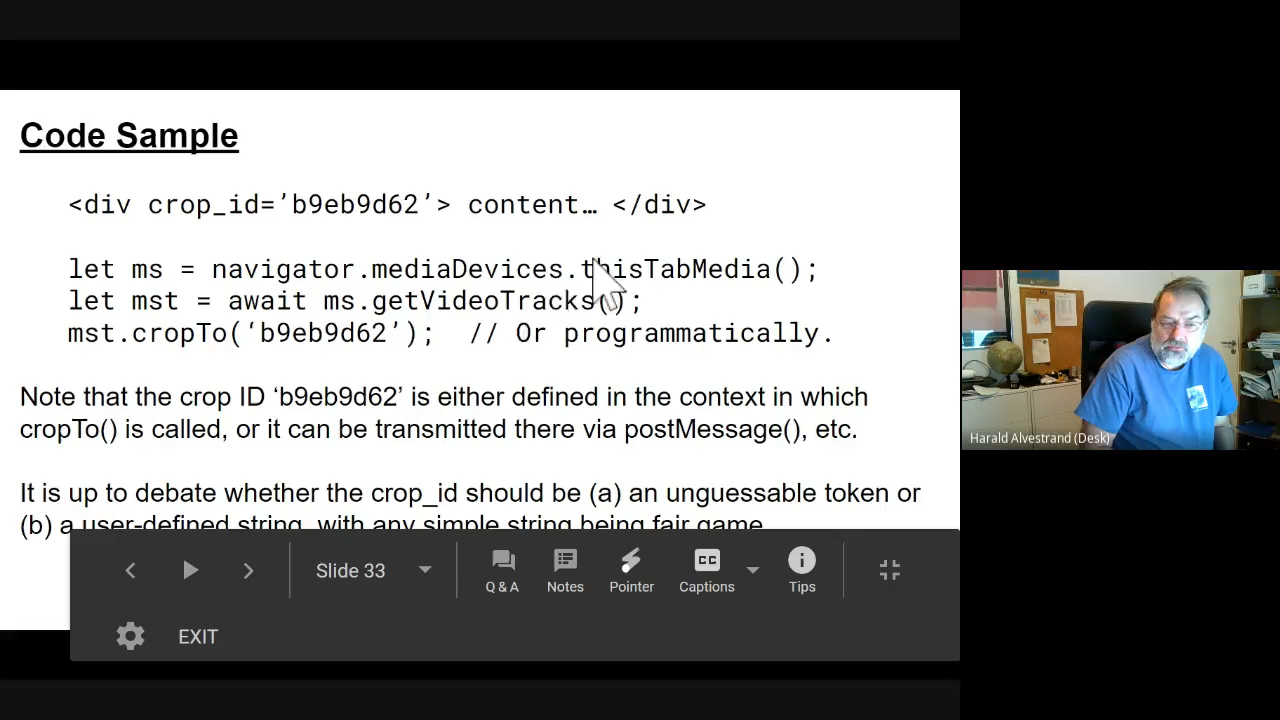 Code Sample
<div crop_id=’b9eb9d62’> content… </div>
let ms = navigator.mediaDevices.thisTabMedia();
let mst = await ms.getVideoTracks();
mst.cropTo(‘b9eb9d62’); // Or programmatically.
Note that the crop ID ‘b9eb9d62’ is either defined in the context in which
cropTo() is called, or it can be transmitted there via postMessage(), etc.
It is up to debate whether the crop_id should be (a) an unguessable token or
(b) a user-defined string, with any simple string being fair game.
Harald Alvestrand (Desk)
Slide 33
Q & A
Notes
Pointer
CC
Captions
Tips
EXIT